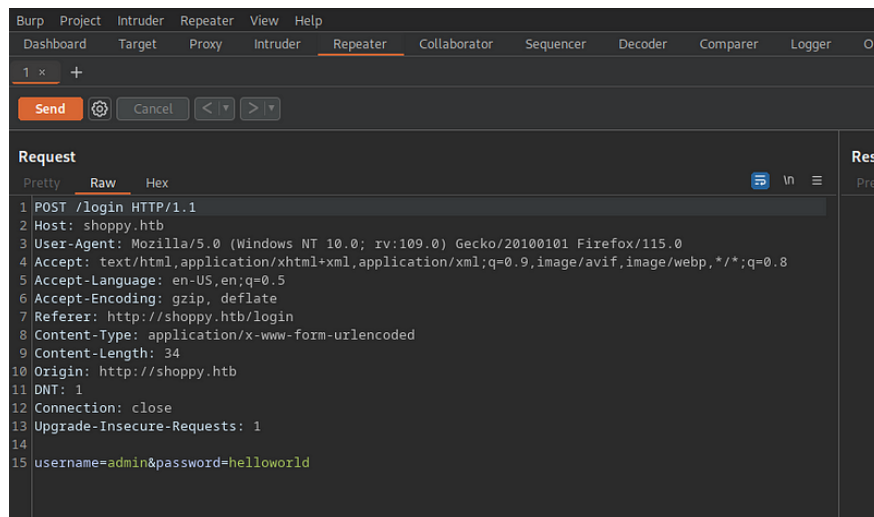 Burp Project Intruder Repeater View Help
Dashboard Target Proxy Intruder Repeater Collaborator Sequencer Decoder Comparer Logger
1 × +
Send Cancel < >
Request
Pretty Raw Hex \n
1 POST /login HTTP/1.1
2 Host: shoppy.htb
3 User-Agent: Mozilla/5.0 (Windows NT 10.0; rv:109.0) Gecko/20100101 Firefox/115.0
4 Accept: text/html,application/xhtml+xml,application/xml;q=0.9,image/avif,image/webp,*/*;q=0.8
5 Accept-Language: en-US,en;q=0.5
6 Accept-Encoding: gzip, deflate
7 Referer: http://shoppy.htb/login
8 Content-Type: application/x-www-form-urlencoded
9 Content-Length: 34
10 Origin: http://shoppy.htb
11 DNT: 1
12 Connection: close
13 Upgrade-Insecure-Requests: 1
14
15 username=admin&password=helloworld